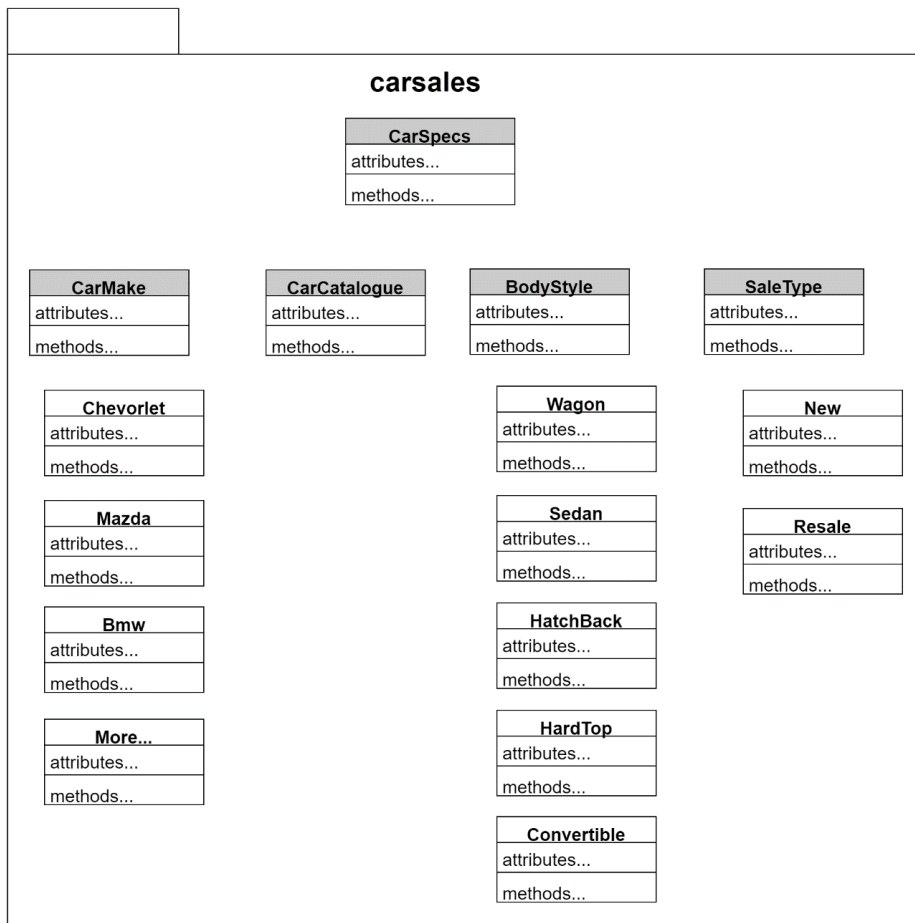 carsales
CarSpecs
attributes...
methods...
CarMake
attributes...
methods...
CarCatalogue
attributes...
methods...
BodyStyle
attributes...
methods...
SaleType
attributes...
methods...
Chevorlet
attributes...
methods...
Mazda
attributes...
methods...
Bmw
attributes...
methods...
More...
attributes...
methods...
Wagon
attributes...
methods...
Sedan
attributes...
methods...
HatchBack
attributes...
methods...
HardTop
attributes...
methods...
Convertible
attributes...
methods...
New
attributes...
methods...
Resale
attributes...
methods...